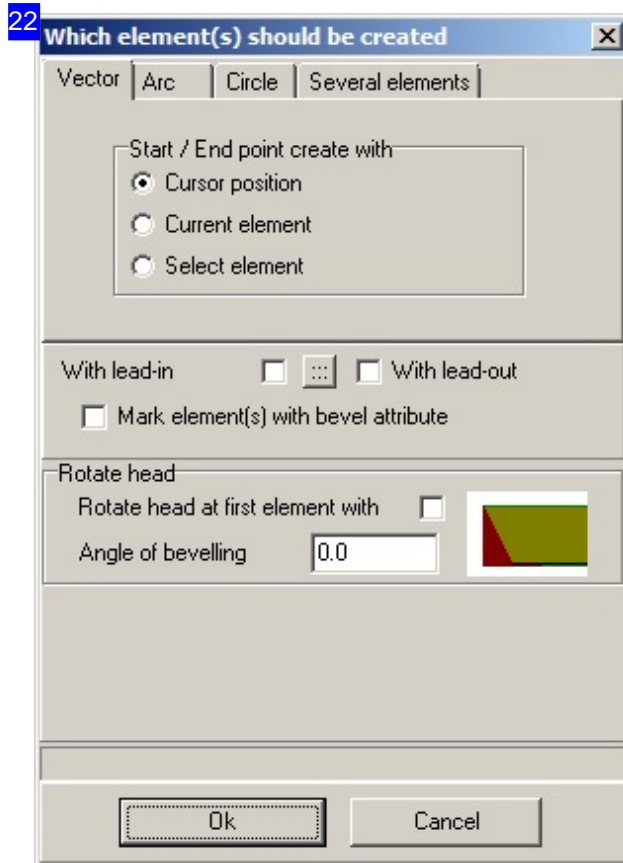 22
Which element(s) should be created
Vector Arc Circle Several elements
Start / End point create with
Cursor position
Current element
Select element
With lead-in ::: With lead-out
Mark element(s) with bevel attribute
Rotate head
Rotate head at first element with
Angle of bevelling 0.0
Ok Cancel